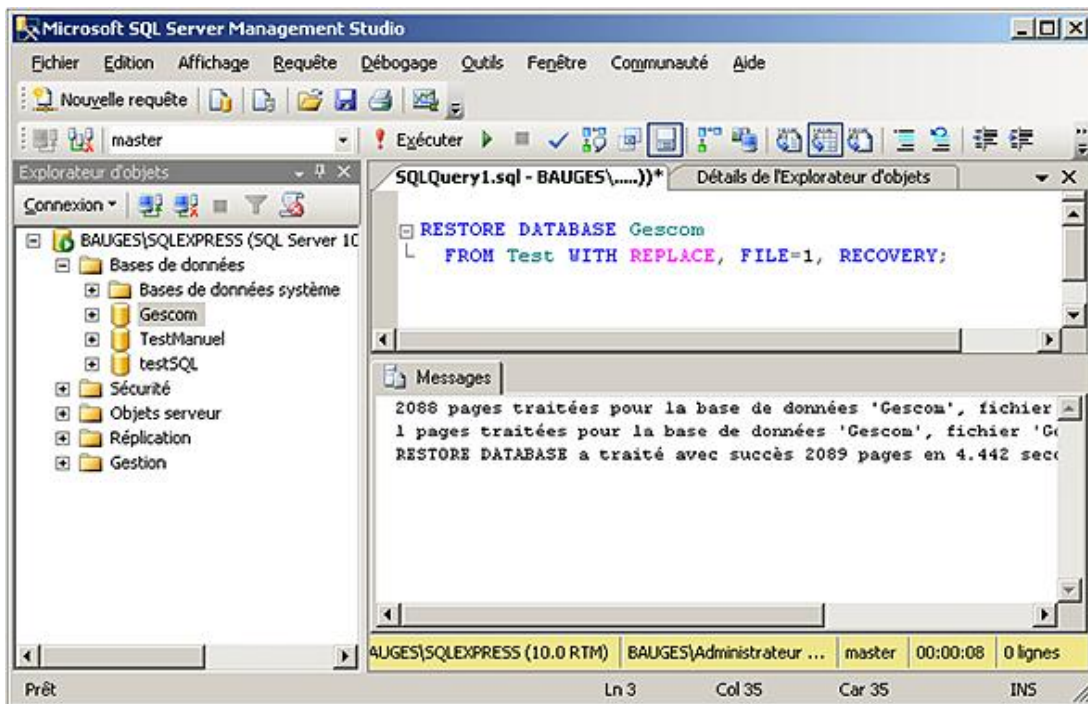 Microsoft SQL Server Management Studio
Fichier Edition Affichage Requête Débogage Outils Fenêtre Communauté Aide
Nouvelle requête
master Exécuter
Explorateur d'objets
Connexion
BAUGES\SQLEXPRESS (SQL Server 10
Bases de données
Bases de données système
Gescom
TestManuel
testSQL
Sécurité
Objets serveur
Réplication
Gestion
SQLQuery1.sql - BAUGES\.....))* Détails de l'Explorateur d'objets
RESTORE DATABASE Gescom
FROM Test WITH REPLACE, FILE=1, RECOVERY;
Messages
2088 pages traitées pour la base de données 'Gescom', fichier
1 pages traitées pour la base de données 'Gescom', fichier 'Ge
RESTORE DATABASE a traité avec succès 2089 pages en 4.442 seco
AUGES\SQLEXPRESS (10.0 RTM) BAUGES\Administrateur ... master 00:00:08 0 lignes
Prêt Ln 3 Col 35 Car 35 INS